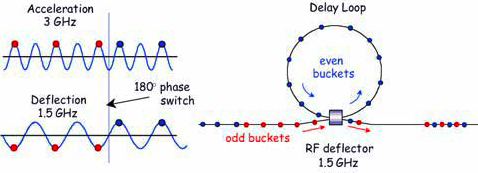 Acceleration
3 GHz
Deflection
1.5 GHz
180° phase
switch
Delay Loop
even
buckets
odd buckets
RF deflector
1.5 GHz